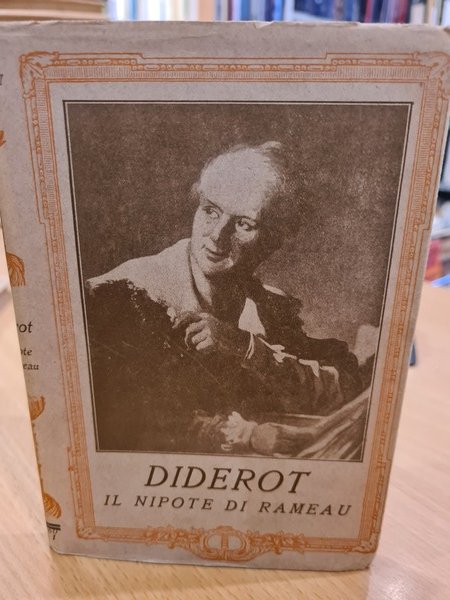 DIDEROT
IL NIPOTE DI RAMEAU